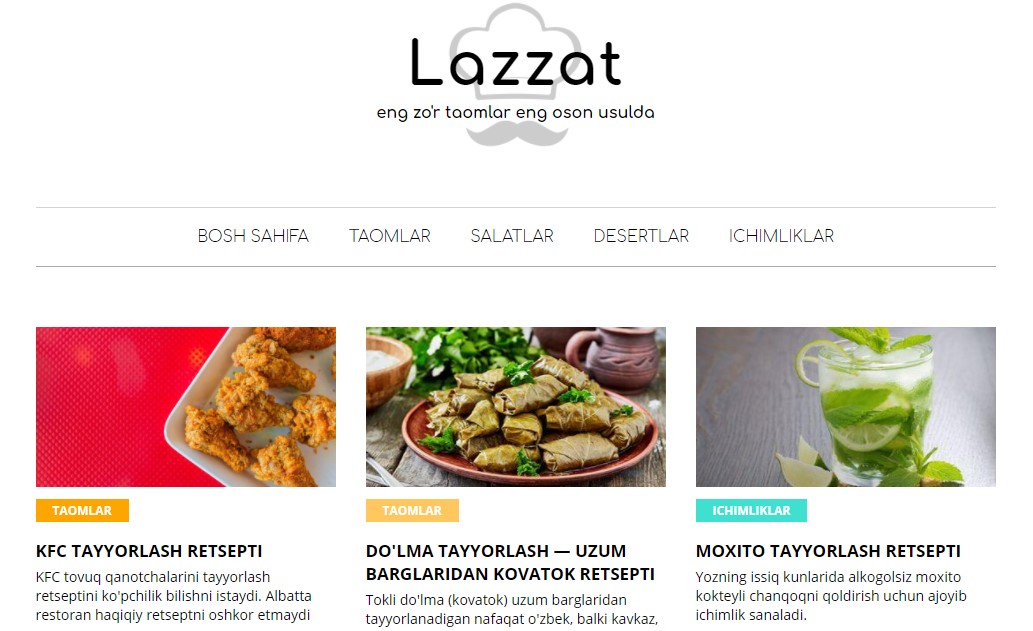 Lazzat
eng zo'r taomlar eng oson usulda
BOSH SAHIFA TAOMLAR SALATLAR DESERTLAR ICHIMLIKLAR
TAOMLAR
KFC TAYYORLASH RETSEPTI
KFC tovuq qanotchalarini tayyorlash
retseptini ko'pchilik bilishni istaydi. Albatta
restoran haqiqiy retseptni oshkor etmaydi
TAOMLAR
DO'LMA TAYYORLASH — UZUM
BARGLARIDAN KOVATOK RETSEPTI
Tokli do'lma (kovatok) uzum barglaridan
tayyorlanadigan nafaqat o'zbek, balki kavkaz,
ICHIMLIKLAR
MOXITO TAYYORLASH RETSEPTI
Yozning issiq kunlarida alkogolsiz moxito
kokteyli chanqoqni qoldirish uchun ajoyib
ichimlik sanaladi.